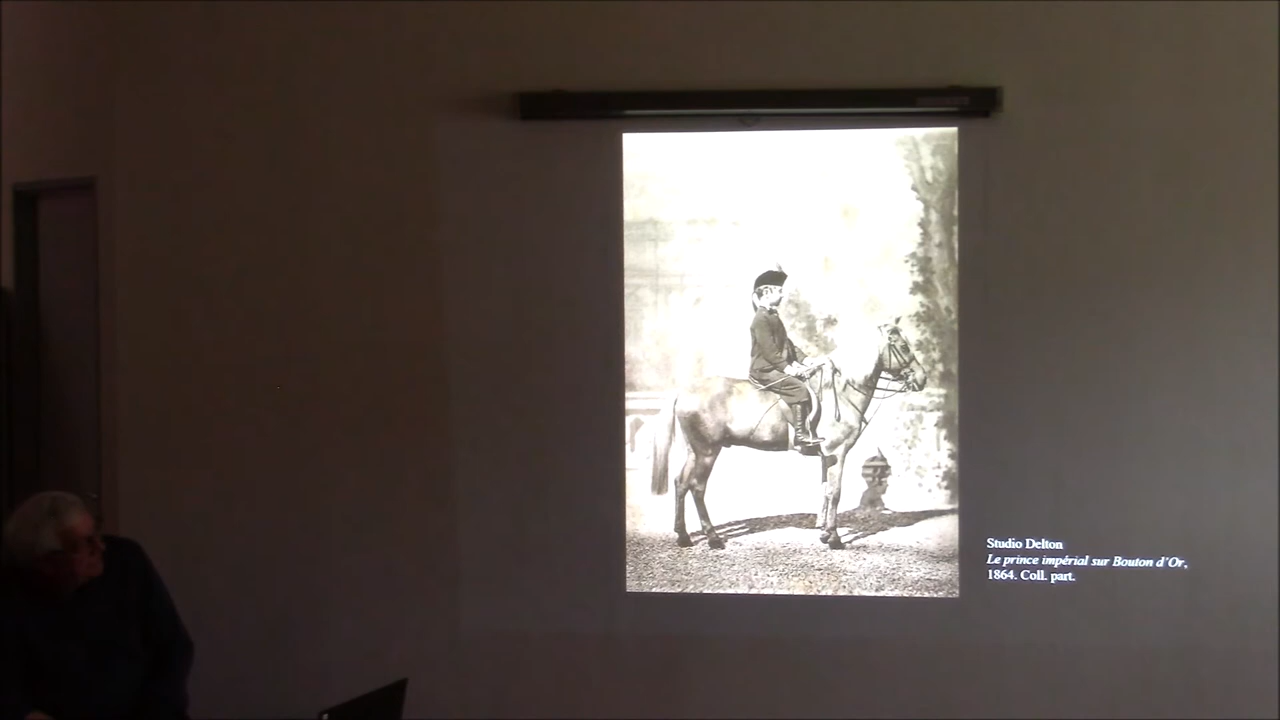 Studio Delton
Le prince impérial sur Bouton d'Or,
1864. Coll. part.